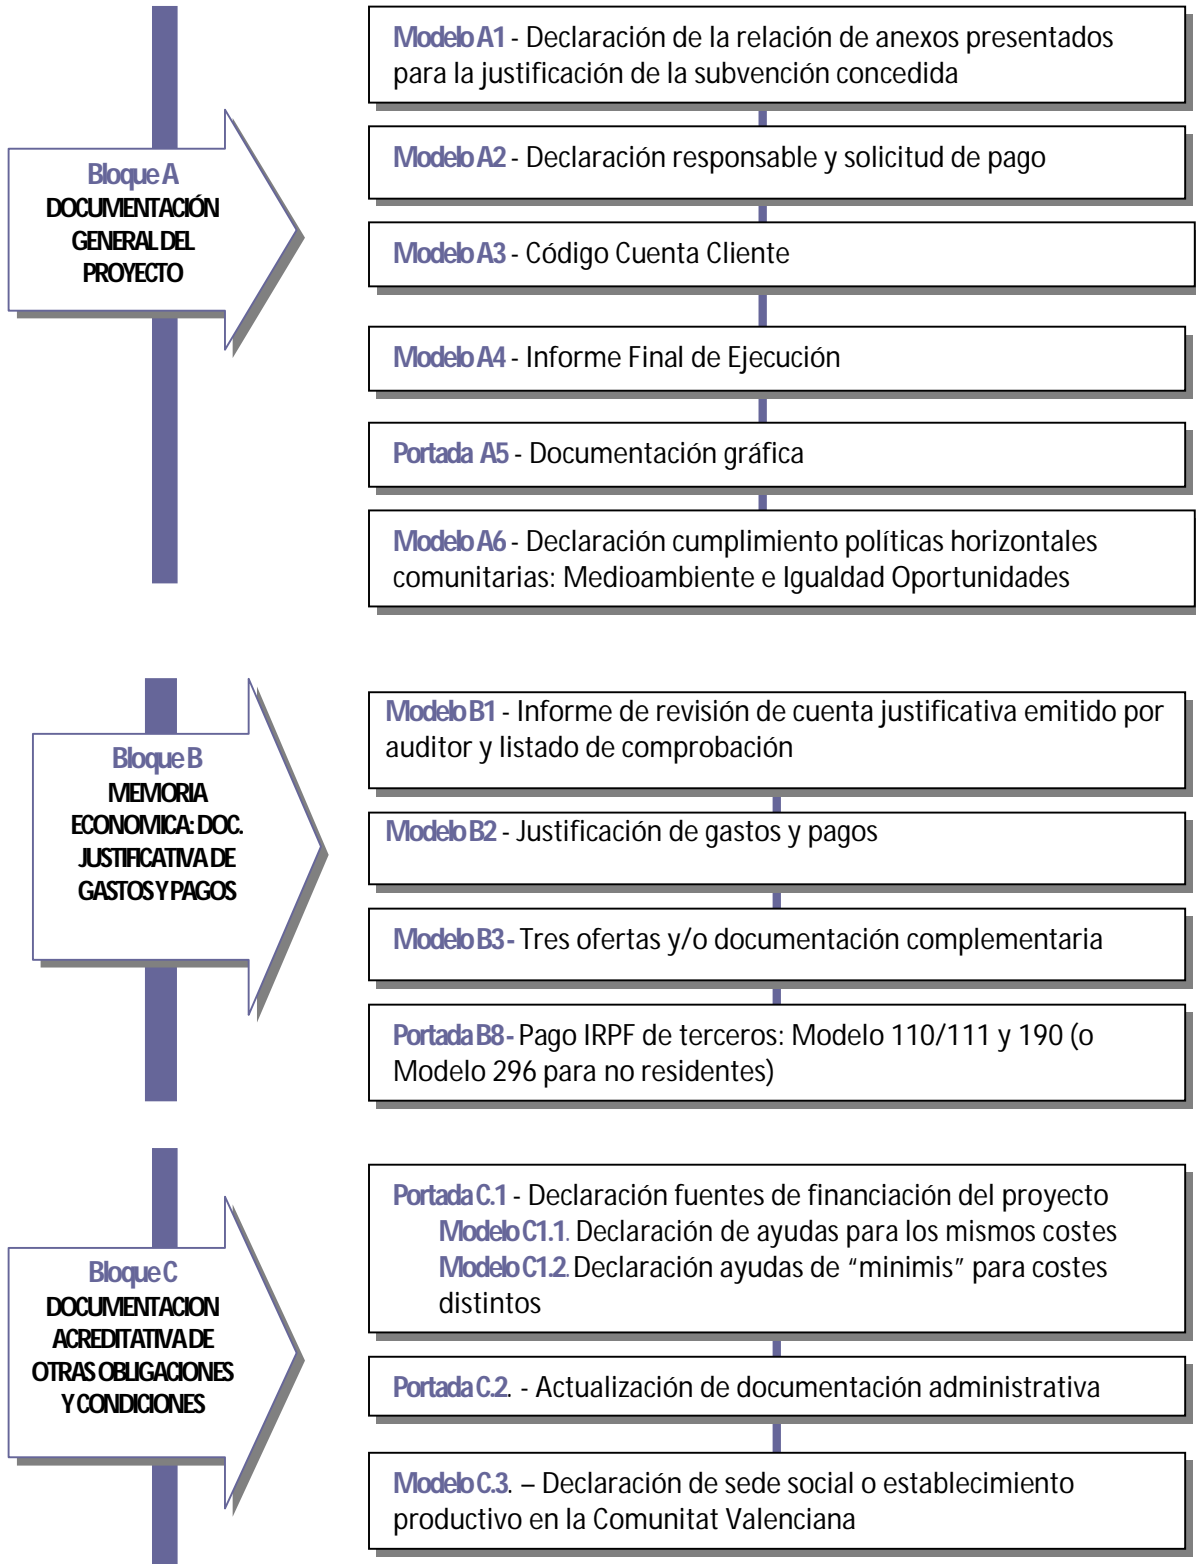 Modelo A1 - Declaración de la relación de anexos presentados
para la justificación de la subvención concedida
Bloque A
DOCUMENTACIÓN
GENERAL DEL
PROYECTO
Modelo A2 - Declaración responsable y solicitud de pago
Modelo A3 - Código Cuenta Cliente
Modelo A4 - Informe Final de Ejecución
Portada A5 - Documentación gráfica
Modelo A6 - Declaración cumplimiento políticas horizontales
comunitarias: Medioambiente e Igualdad Oportunidades
Bloque B
MEMORIA
ECONOMICA: DOC.
JUSTIFICATIVA DE
GASTOS Y PAGOS
Modelo B1 - Informe de revisión de cuenta justificativa emitido por
auditor y listado de comprobación
Modelo B2 - Justificación de gastos y pagos
Modelo B3 - Tres ofertas y/o documentación complementaria
Portada B8 - Pago IRPF de terceros: Modelo 110/111 y 190 (o
Modelo 296 para no residentes)
Bloque C
DOCUMENTACION
ACREDITATIVA DE
OTRAS OBLIGACIONES
Y CONDICIONES
Portada C.1 - Declaración fuentes de financiación del proyecto
Modelo C1.1. Declaración de ayudas para los mismos costes
Modelo C1.2. Declaración ayudas de “minimis” para costes
distintos
Portada C.2. - Actualización de documentación administrativa
Modelo C.3. – Declaración de sede social o establecimiento
productivo en la Comunitat Valenciana